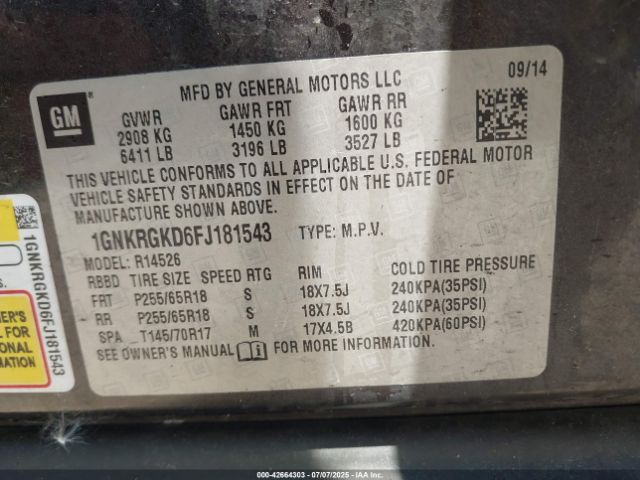 MFD BY GENERAL MOTORS LLC 09/14
GM ®
GVWR GAWR FRT GAWR RR
2908 KG 1450 KG 1600 KG
6411 LB 3196 LB 3527 LB
THIS VEHICLE CONFORMS TO ALL APPLICABLE U.S. FEDERAL MOTOR
VEHICLE SAFETY STANDARDS IN EFFECT ON THE DATE OF
MANUFACTURE SHOWN ABOVE.
1GNKRGKD6FJ181543 TYPE: M.P.V.
MODEL: R14526
RBBD TIRE SIZE SPEED RTG RIM COLD TIRE PRESSURE
FRT P255/65R18 S 18X7.5J 240KPA(35PSI)
RR P255/65R18 S 18X7.5J 240KPA(35PSI)
SPA T145/70R17 M 17X4.5B 420KPA(60PSI)
SEE OWNER'S MANUAL FOR MORE INFORMATION.
1GNKRGKD6FJ181543
ER'S
L FOR
ONAL
TION
000-42664303 - 07/07/2025 - IAA Inc.